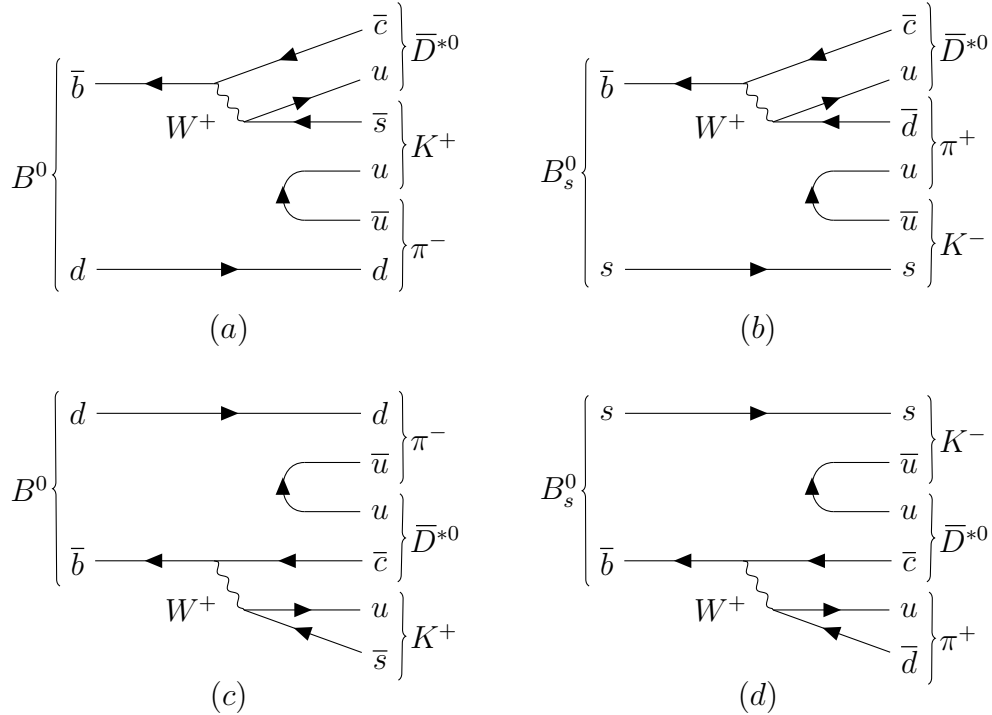 c̅ D̅*⁰ c̅ D̅*⁰
b̅ u b̅ u
W⁺ s̅ K⁺ W⁺ d̅ π⁺
B⁰ u B⁰ₛ u
u̅ π⁻ u̅ K⁻
d d s s
(a) (b)
d d π⁻ s s K⁻
u̅ u̅
B⁰ u D̅*⁰ B⁰ₛ u D̅*⁰
b̅ c̅ b̅ c̅
W⁺ u K⁺ W⁺ u π⁺
s̅ d̅
(c) (d)